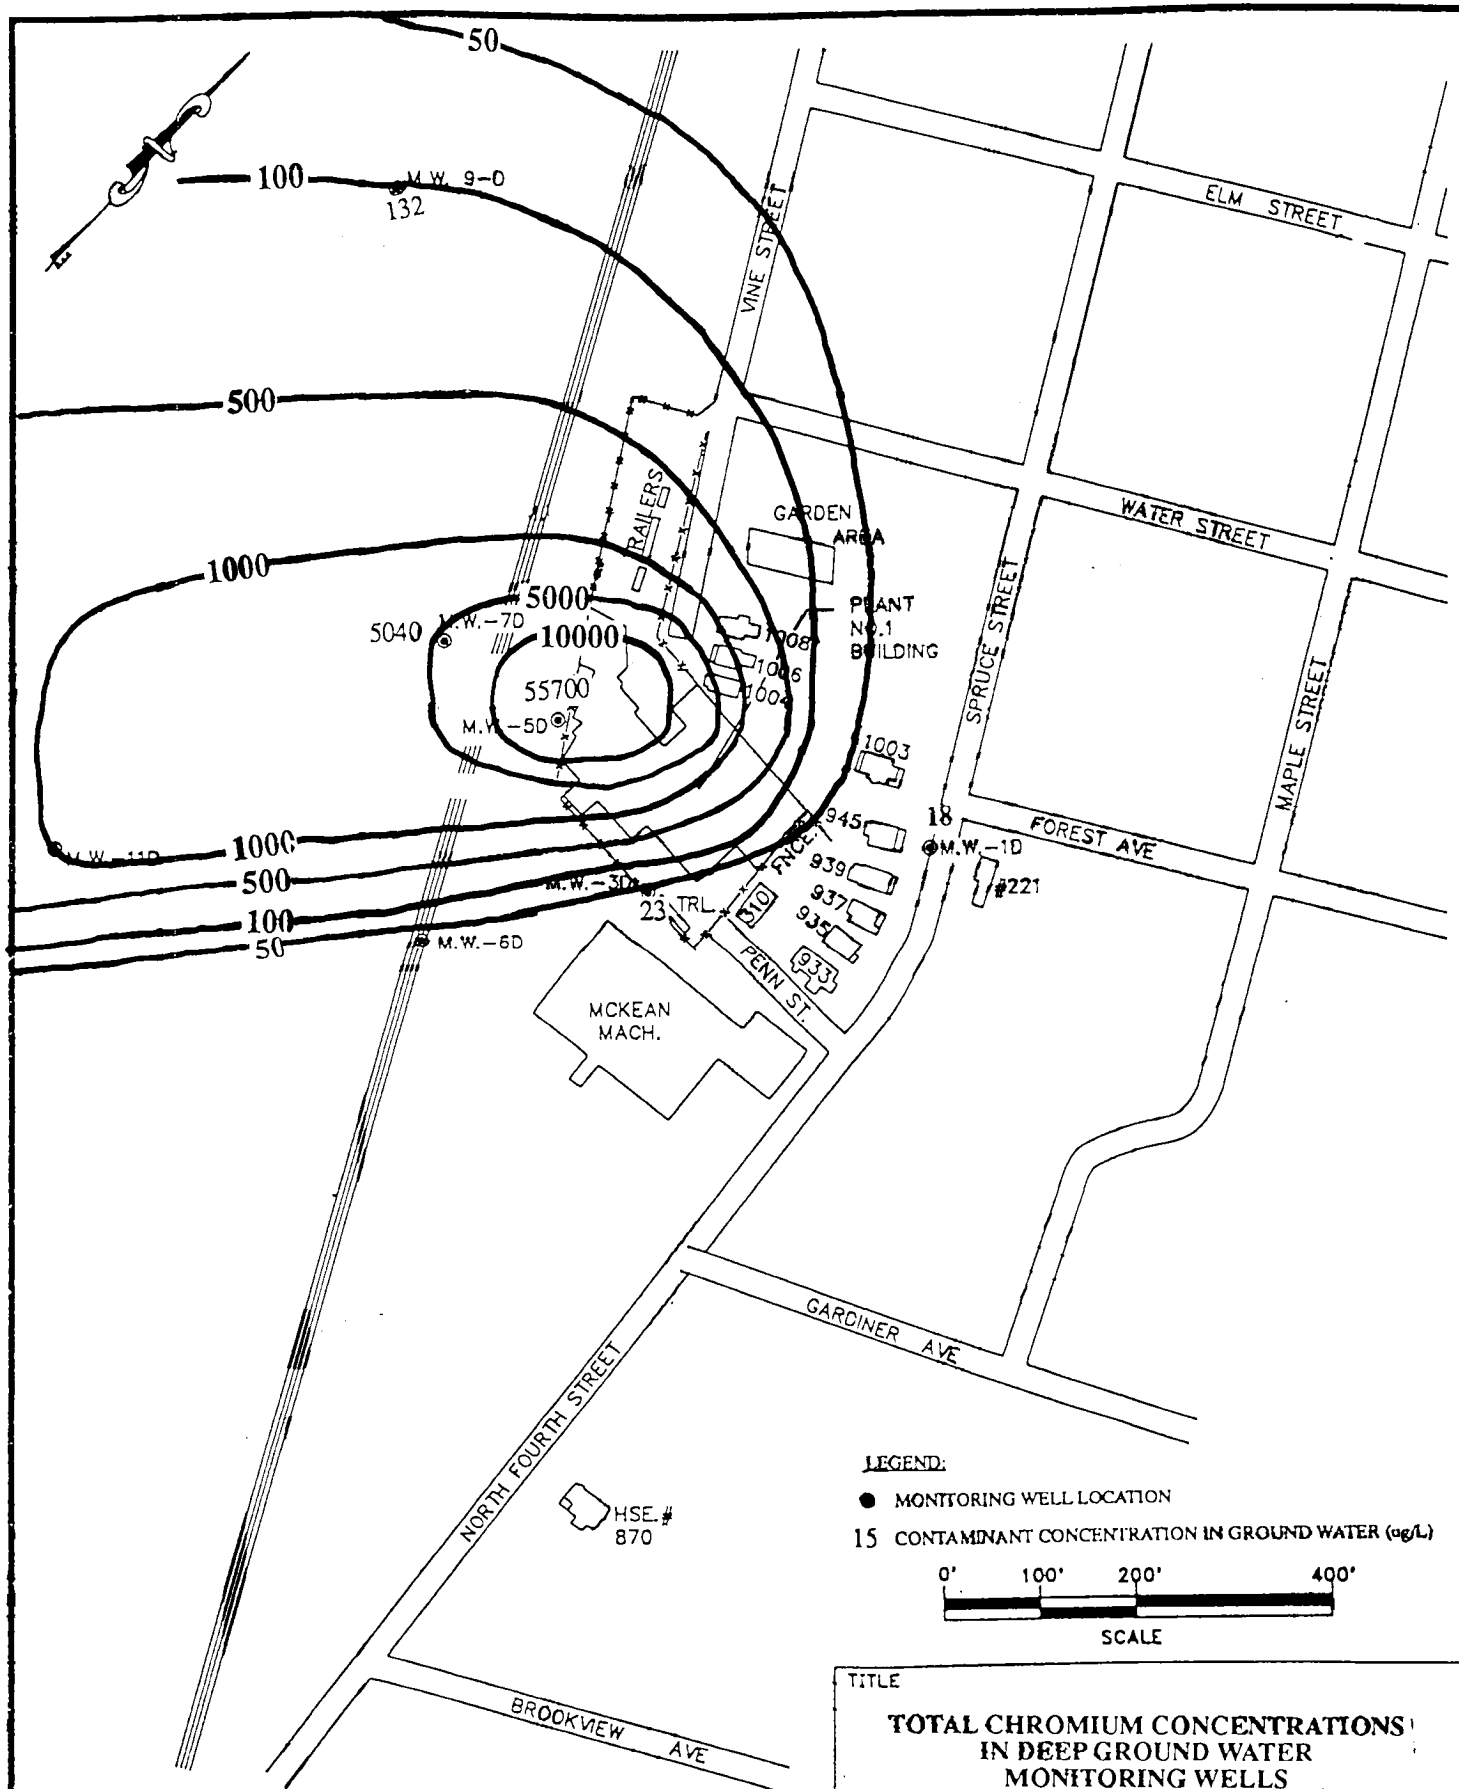 50
100
M.W. 9-D
132
ELM STREET
VINE STREET
500
TRAILERS
GARDEN
AREA
WATER STREET
1000
5000
M.W.-7D
5040
10000
PLANT
NO.1
BUILDING
1008
1006
1004
SPRUCE STREET
MAPLE STREET
55700
M.W.-5D
1003
18
945
M.W.-1D
FOREST AVE
1000
M.W.-11D
FNCE.
939
#221
500
M.W.-3D
937
23
TRL.
310
935
100
50
M.W.-6D
933
PENN ST.
MCKEAN
MACH.
GARDINER AVE
NORTH FOURTH STREET
HSE.#
870
LEGEND:
MONITORING WELL LOCATION
15 CONTAMINANT CONCENTRATION IN GROUND WATER (ug/L)
0' 100' 200' 400'
SCALE
BROOKVIEW AVE
TITLE
TOTAL CHROMIUM CONCENTRATIONS
IN DEEP GROUND WATER
MONITORING WELLS